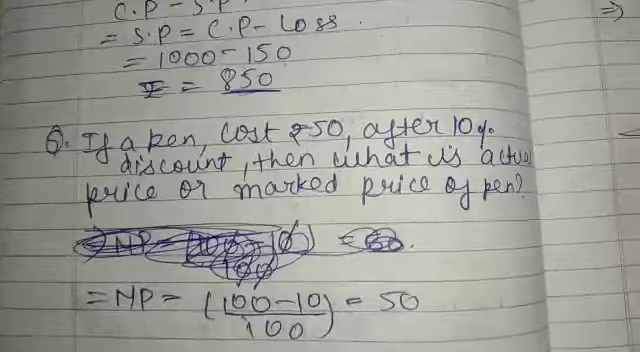 C.P - S.P
= S.P = C.P - Loss
= 1000 - 150
I = 850
Q. If a pen, cost ₹50, after 10%
discount, then what is actual
price or marked price of pen?
= MP = (100 - 10) = 50
100